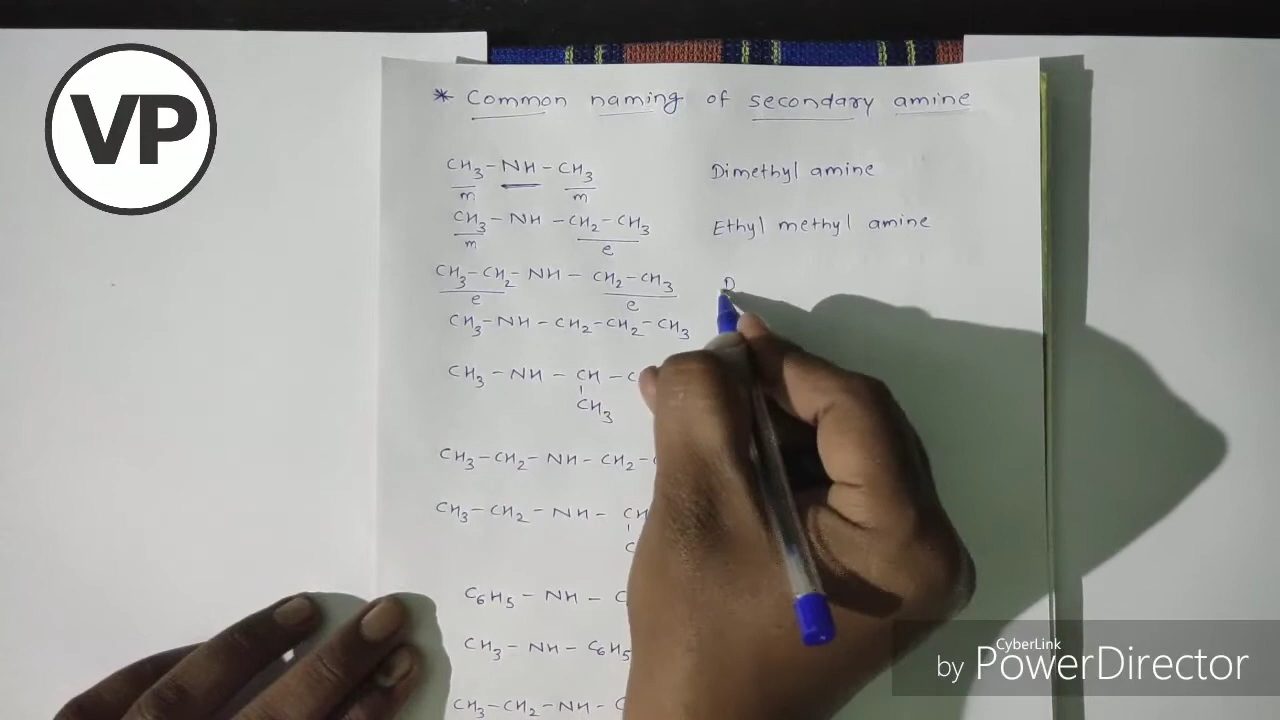 VP
* Common naming of secondary amine
CH3-NH-CH3 Dimethyl amine
m m
CH3-NH-CH2-CH3 Ethyl methyl amine
m e
CH3-CH2-NH-CH2-CH3 D
e e
CH3-NH-CH2-CH2-CH3
CH3-NH-CH-C
CH3
CH3-CH2-NH-CH2-
CH3-CH2-NH-CH
C
C6H5-NH-C
CH3-NH-C6H5
CH3-CH2-NH-C
CyberLink
by PowerDirector